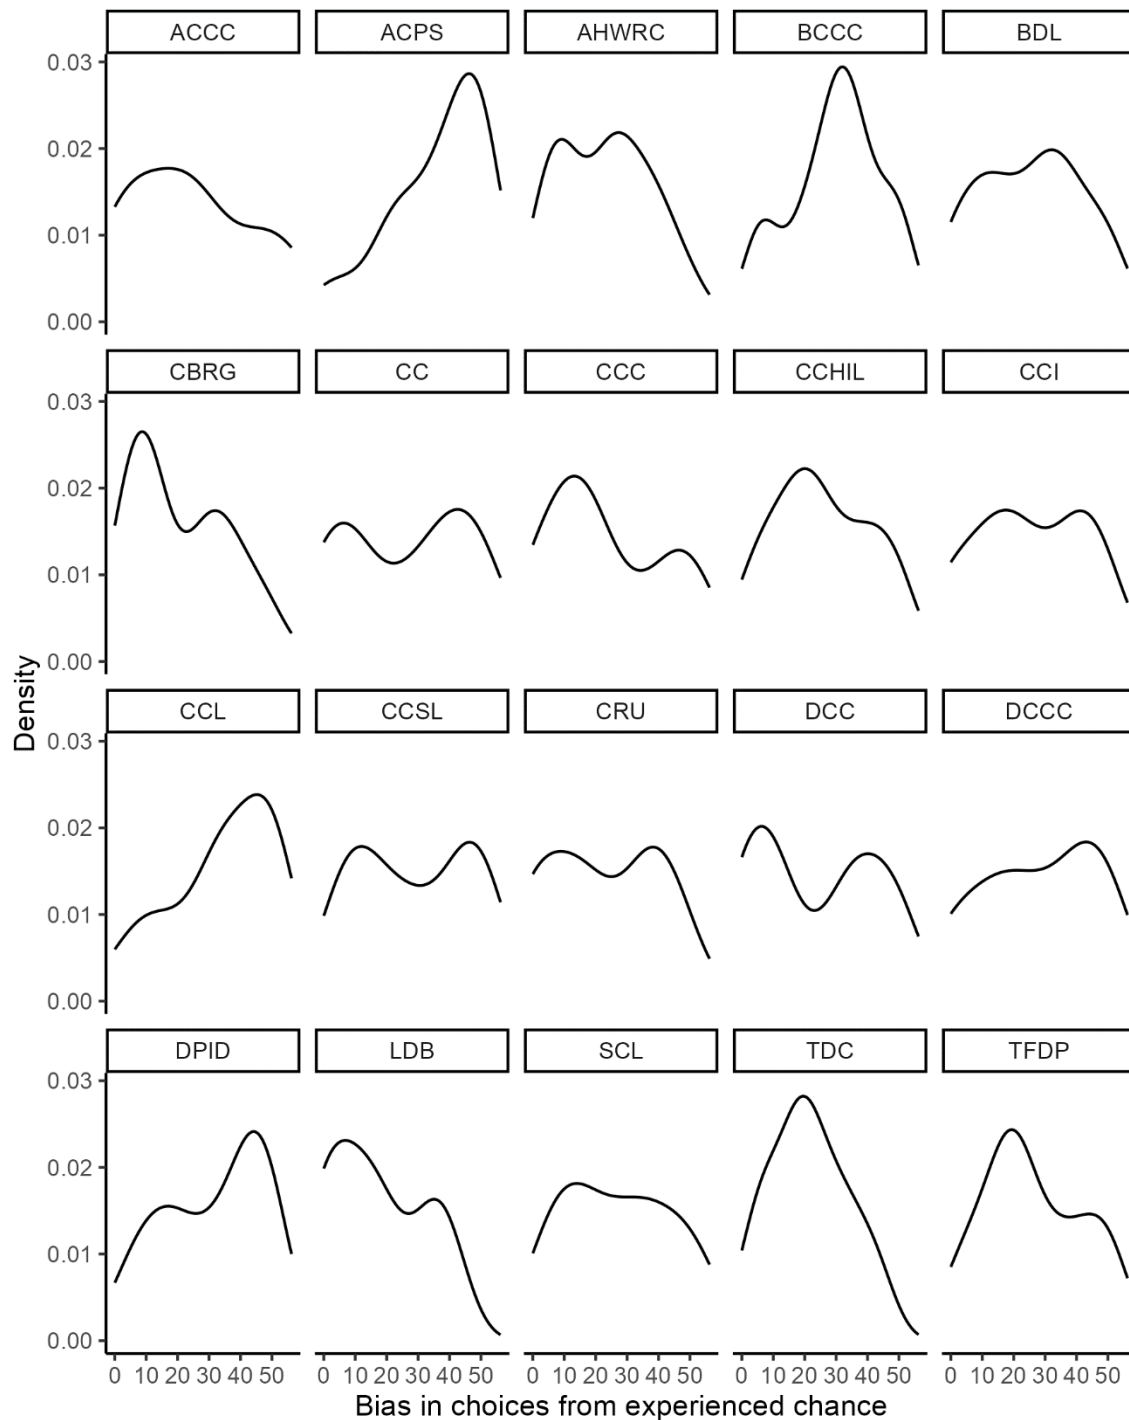 ACCC ACPS AHWRC BCCC BDL
0.03
0.02
0.01
0.00
CBRG CC CCC CCHIL CCI
0.03
0.02
0.01
0.00
CCL CCSL CRU DCC DCCC
0.03
0.02
0.01
0.00
DPID LDB SCL TDC TFDP
0.03
0.02
0.01
0.00
0 10 20 30 40 50 0 10 20 30 40 50 0 10 20 30 40 50 0 10 20 30 40 50 0 10 20 30 40 50
Density
Bias in choices from experienced chance